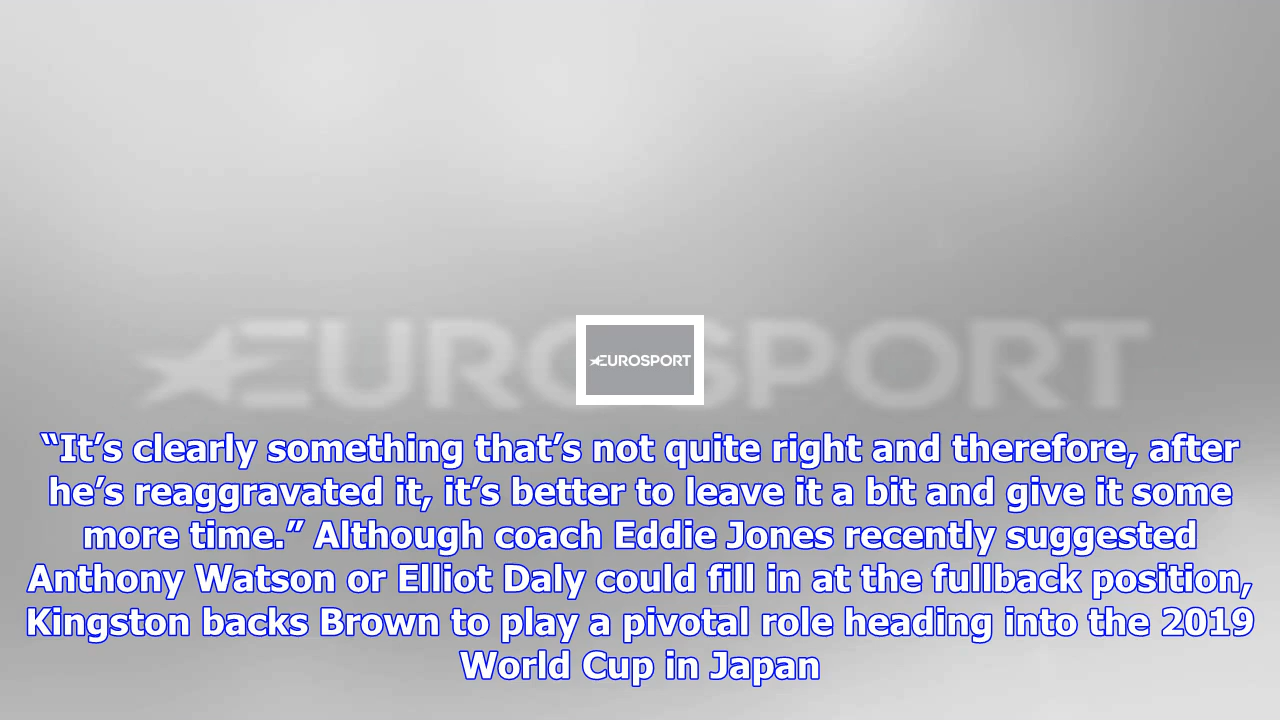 EUROSPORT
EUROSPORT
“It’s clearly something that’s not quite right and therefore, after
he’s reaggravated it, it’s better to leave it a bit and give it some
more time.” Although coach Eddie Jones recently suggested
Anthony Watson or Elliot Daly could fill in at the fullback position,
Kingston backs Brown to play a pivotal role heading into the 2019
World Cup in Japan